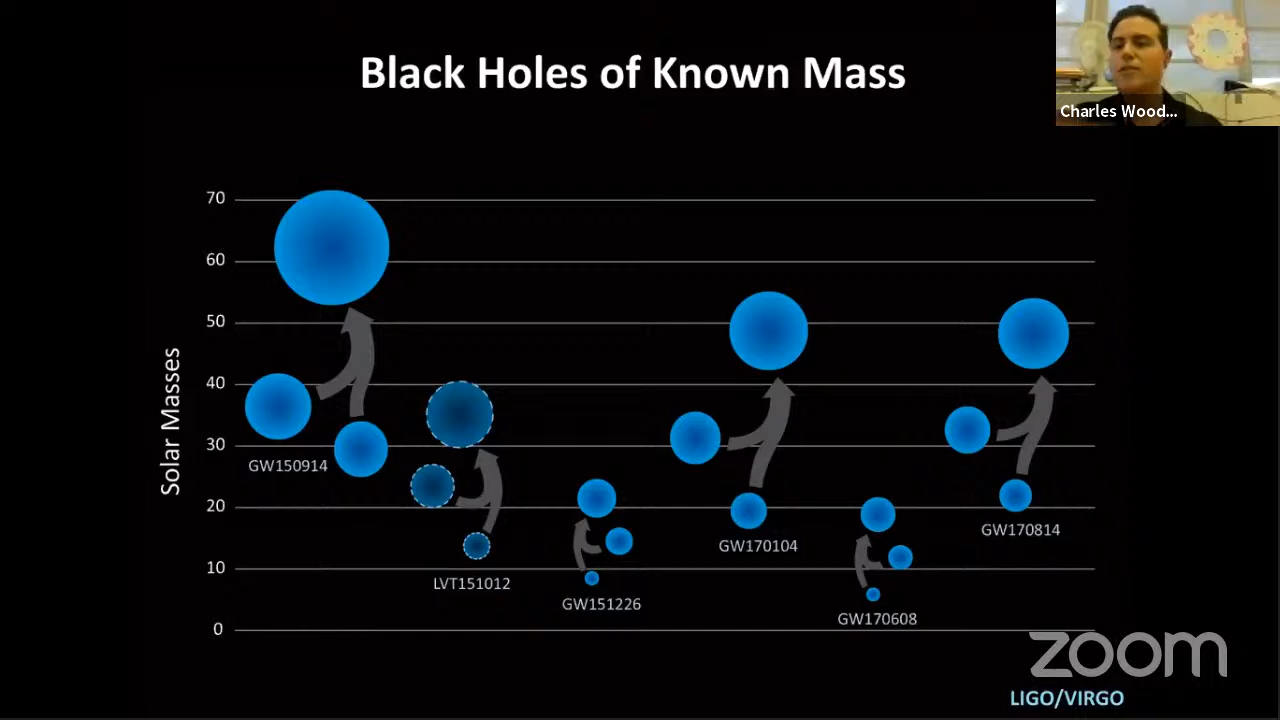 Black Holes of Known Mass
Charles Wood...
70
60
50
40
30
20
10
0
Solar Masses
GW150914
LVT151012
GW151226
GW170104
GW170608
GW170814
zoom
LIGO/VIRGO